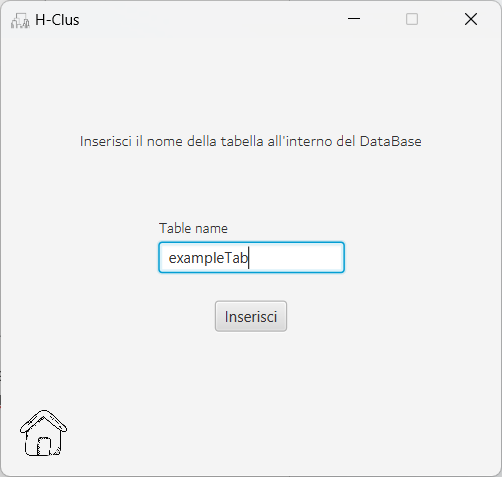 H-Clus
Inserisci il nome della tabella all'interno del DataBase
Table name
exampleTab
Inserisci